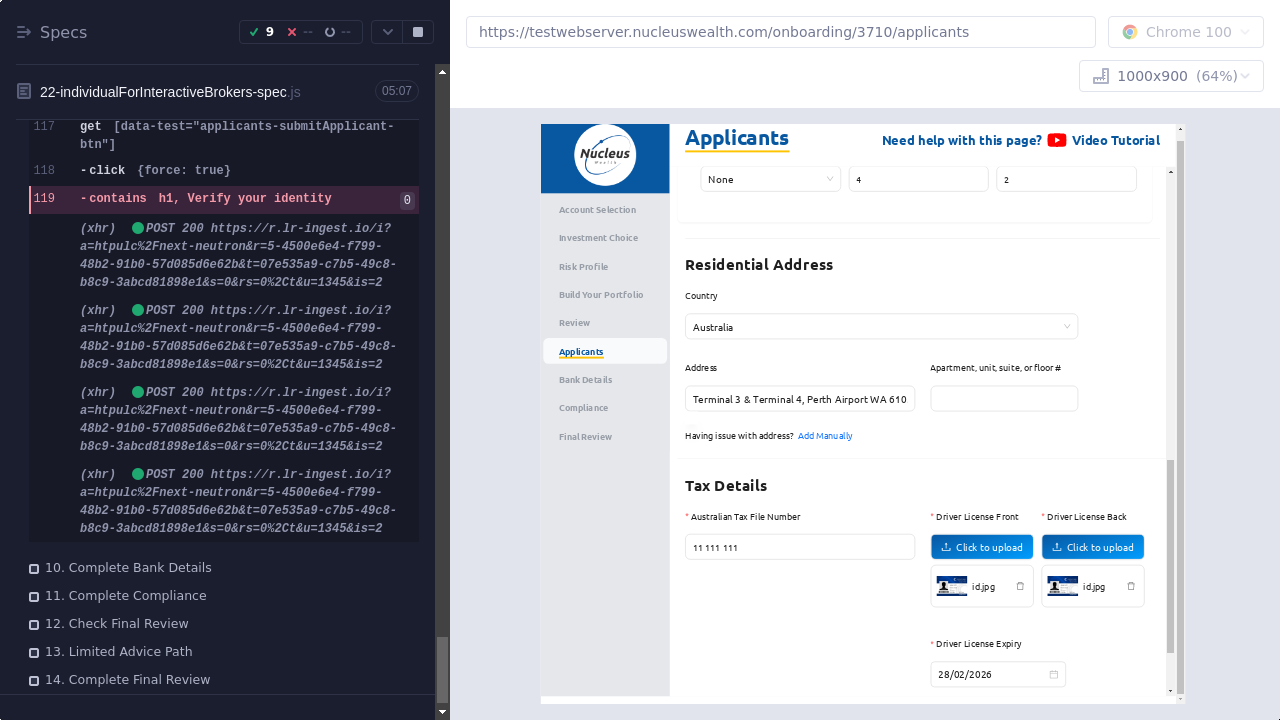 Specs
9
--
--
22-individualForInteractiveBrokers-spec.js
05:07
117 get [data-test="applicants-submitApplicant-
btn"]
118 -click {force: true}
119 -contains h1, Verify your identity 0
(xhr) POST 200 https://r.lr-ingest.io/i?
a=htpulc%2Fnext-neutron&r=5-4500e6e4-f799-
48b2-91b0-57d085d6e62b&t=07e535a9-c7b5-49c8-
b8c9-3abcd81898e1&s=0&rs=0%2Ct&u=1345&is=2
(xhr) POST 200 https://r.lr-ingest.io/i?
a=htpulc%2Fnext-neutron&r=5-4500e6e4-f799-
48b2-91b0-57d085d6e62b&t=07e535a9-c7b5-49c8-
b8c9-3abcd81898e1&s=0&rs=0%2Ct&u=1345&is=2
(xhr) POST 200 https://r.lr-ingest.io/i?
a=htpulc%2Fnext-neutron&r=5-4500e6e4-f799-
48b2-91b0-57d085d6e62b&t=07e535a9-c7b5-49c8-
b8c9-3abcd81898e1&s=0&rs=0%2Ct&u=1345&is=2
(xhr) POST 200 https://r.lr-ingest.io/i?
a=htpulc%2Fnext-neutron&r=5-4500e6e4-f799-
48b2-91b0-57d085d6e62b&t=07e535a9-c7b5-49c8-
b8c9-3abcd81898e1&s=0&rs=0%2Ct&u=1345&is=2
10. Complete Bank Details
11. Complete Compliance
12. Check Final Review
13. Limited Advice Path
14. Complete Final Review
https://testwebserver.nucleuswealth.com/onboarding/3710/applicants
Chrome 100
1000x900 (64%)
Nucleus
Wealth
Account Selection
Investment Choice
Risk Profile
Build Your Portfolio
Review
Applicants
Bank Details
Compliance
Final Review
Applicants
Need help with this page? Video Tutorial
None
4
2
Residential Address
Country
Australia
Address
Apartment, unit, suite, or floor #
Terminal 3 & Terminal 4, Perth Airport WA 610
Having issue with address? Add Manually
Tax Details
* Australian Tax File Number
* Driver License Front
* Driver License Back
11 111 111
Click to upload
Click to upload
id.jpg
id.jpg
* Driver License Expiry
28/02/2026